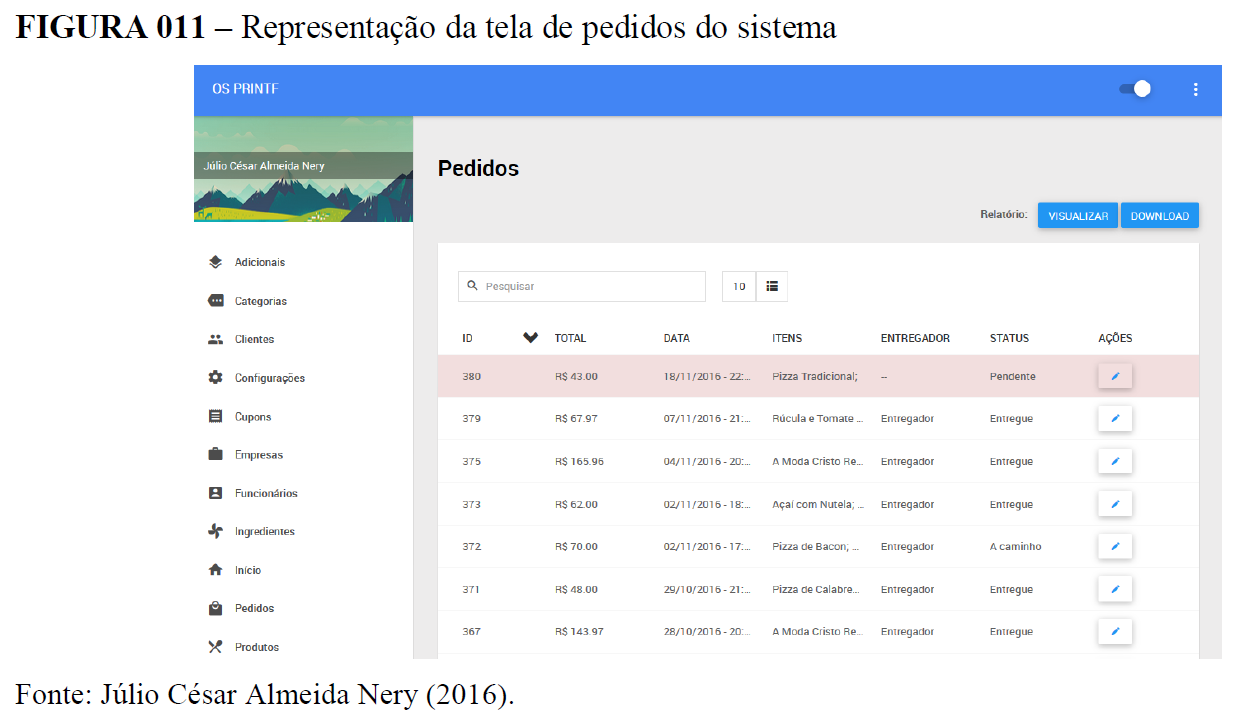 FIGURA 011 – Representação da tela de pedidos do sistema
OS PRINTF
Júlio César Almeida Nery
Pedidos
Relatório: VISUALIZAR DOWNLOAD
Adicionais
Categorias
Clientes
Configurações
Cupons
Empresas
Funcionários
Ingredientes
Início
Pedidos
Produtos
Pesquisar 10
ID TOTAL DATA ITENS ENTREGADOR STATUS AÇÕES
380 R$ 43.00 18/11/2016 - 22:... Pizza Tradicional; -- Pendente
379 R$ 67.97 07/11/2016 - 21:... Rúcula e Tomate ... Entregador Entregue
375 R$ 165.96 04/11/2016 - 20:... A Moda Cristo Re... Entregador Entregue
373 R$ 62.00 02/11/2016 - 18:... Açaí com Nutela; ... Entregador Entregue
372 R$ 70.00 02/11/2016 - 17:... Pizza de Bacon; ... Entregador A caminho
371 R$ 48.00 29/10/2016 - 21:... Pizza de Calabre... Entregador Entregue
367 R$ 143.97 28/10/2016 - 20:... A Moda Cristo Re... Entregador Entregue
Fonte: Júlio César Almeida Nery (2016).